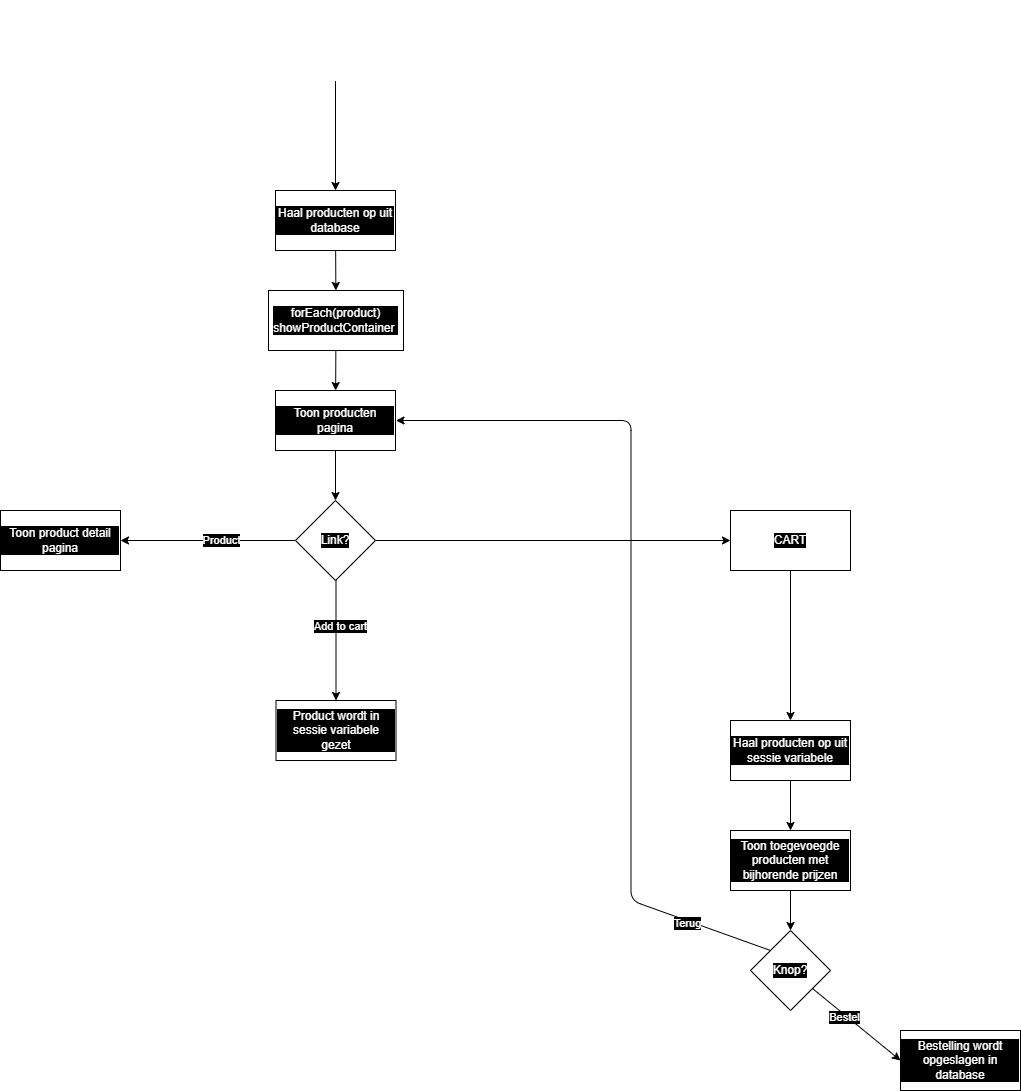 Haal producten op uit
database
forEach(product)
showProductContainer
Toon producten
pagina
Toon product detail
pagina
Product
Link?
CART
Add to cart
Product wordt in
sessie variabele
gezet
Haal producten op uit
sessie variabele
Toon toegevoegde
producten met
bijhorende prijzen
Terug
Knop?
Bestel
Bestelling wordt
opgeslagen in
database